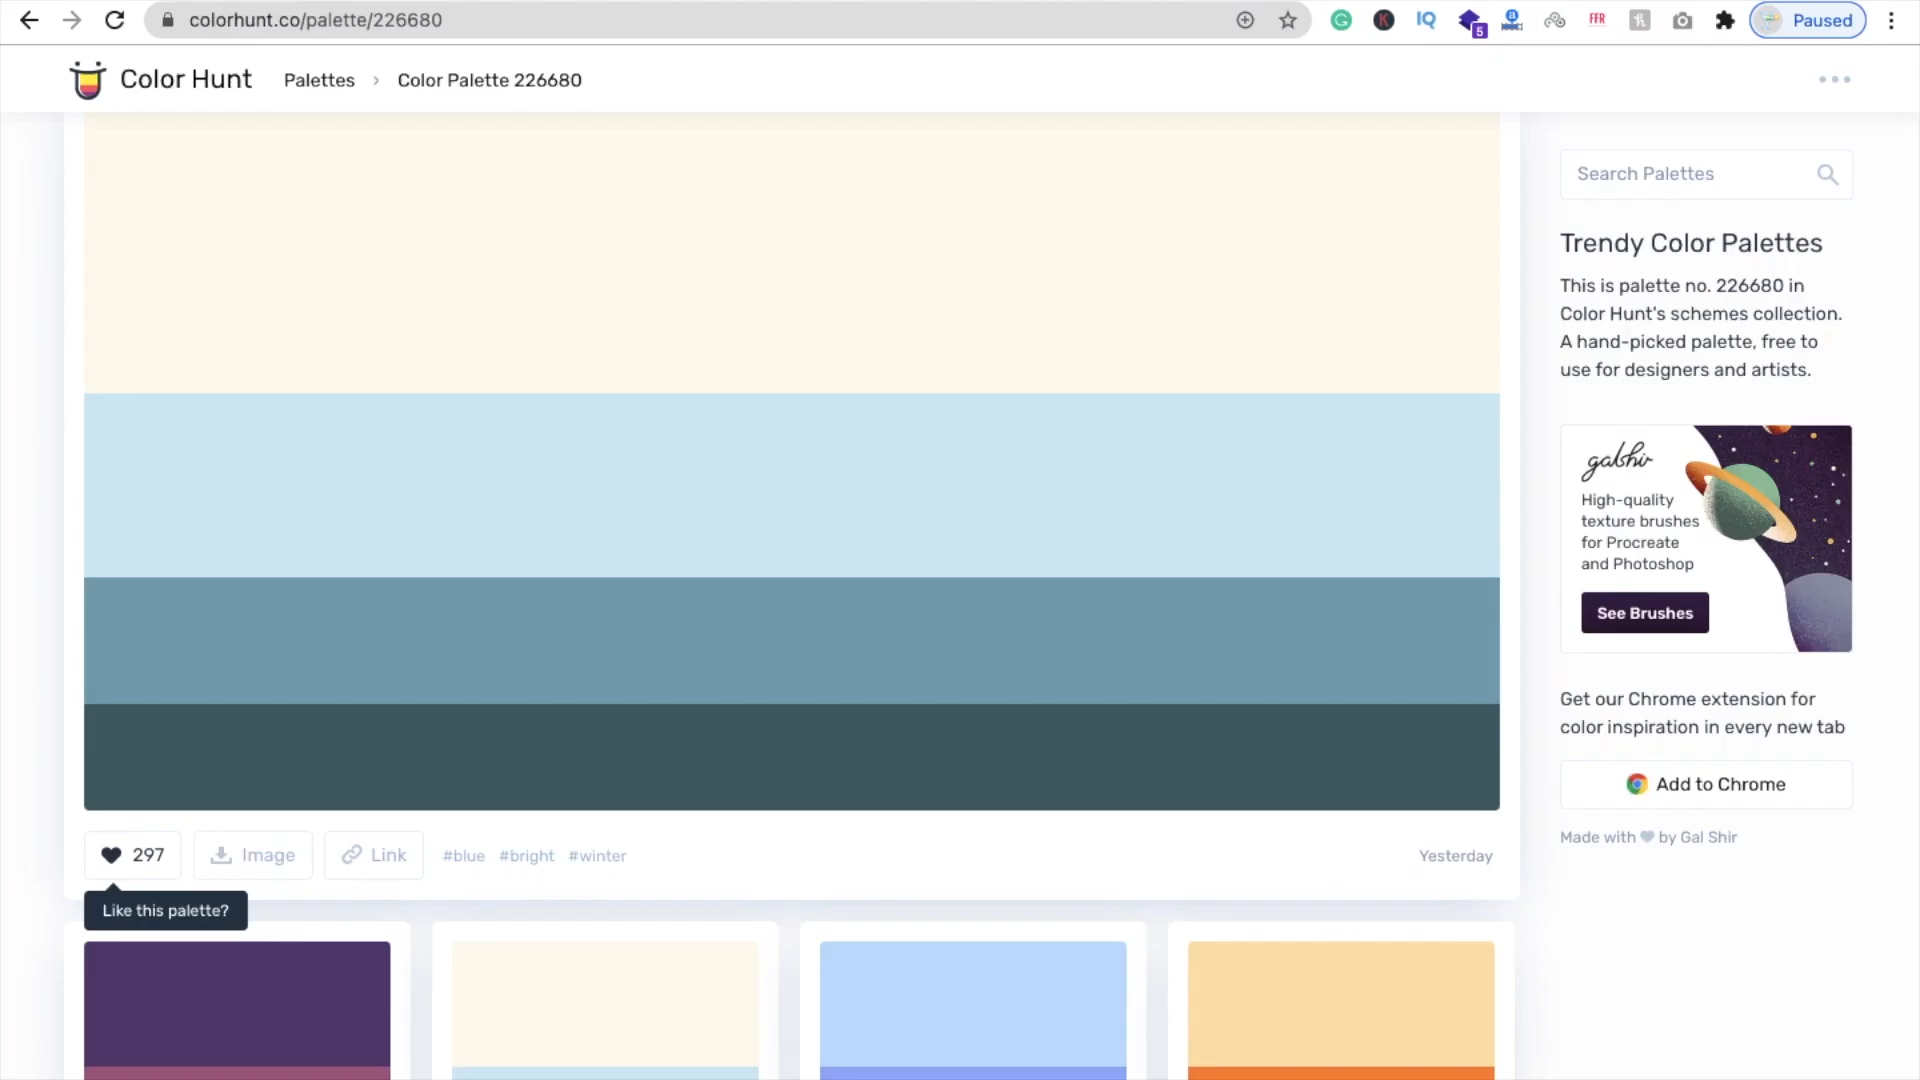 colorhunt.co/palette/226680
K
IQ
5
FFR
Paused
Color Hunt
Palettes › Color Palette 226680
Search Palettes
Trendy Color Palettes
This is palette no. 226680 in
Color Hunt's schemes collection.
A hand-picked palette, free to
use for designers and artists.
galshir
High-quality
texture brushes
for Procreate
and Photoshop
See Brushes
Get our Chrome extension for
color inspiration in every new tab
Add to Chrome
Made with by Gal Shir
297
Image
Link
#blue #bright #winter
Yesterday
Like this palette?